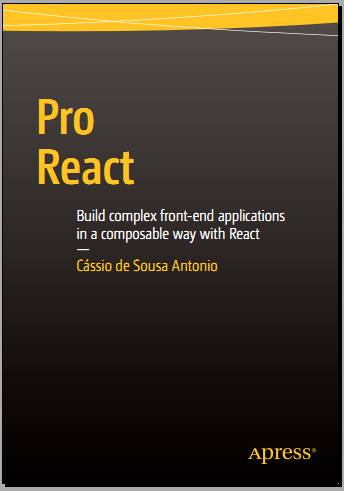 Pro
React
Build complex front-end applications
in a composable way with React
—
Cássio de Sousa Antonio
Apress®